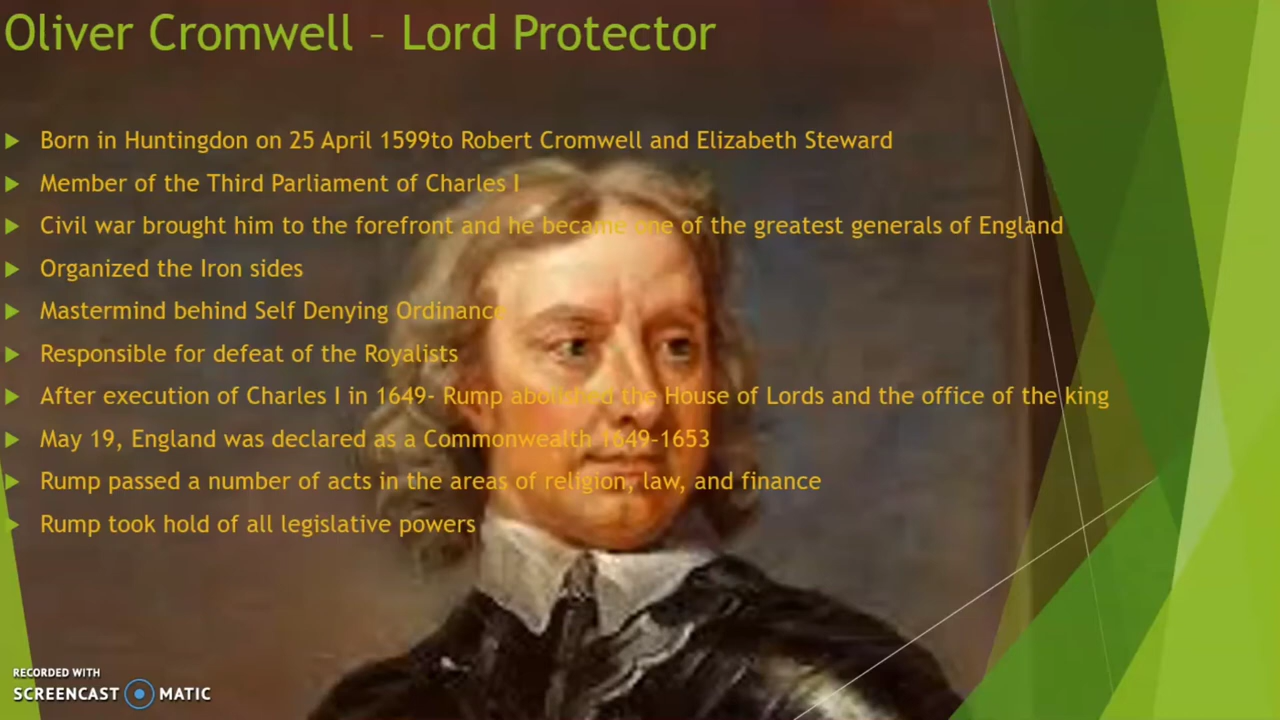 Oliver Cromwell – Lord Protector
Born in Huntingdon on 25 April 1599to Robert Cromwell and Elizabeth Steward
Member of the Third Parliament of Charles I
Civil war brought him to the forefront and he became one of the greatest generals of England
Organized the Iron sides
Mastermind behind Self Denying Ordinance
Responsible for defeat of the Royalists
After execution of Charles I in 1649- Rump abolished the House of Lords and the office of the king
May 19, England was declared as a Commonwealth 1649-1653
Rump passed a number of acts in the areas of religion, law, and finance
Rump took hold of all legislative powers
RECORDED WITH
SCREENCAST MATIC